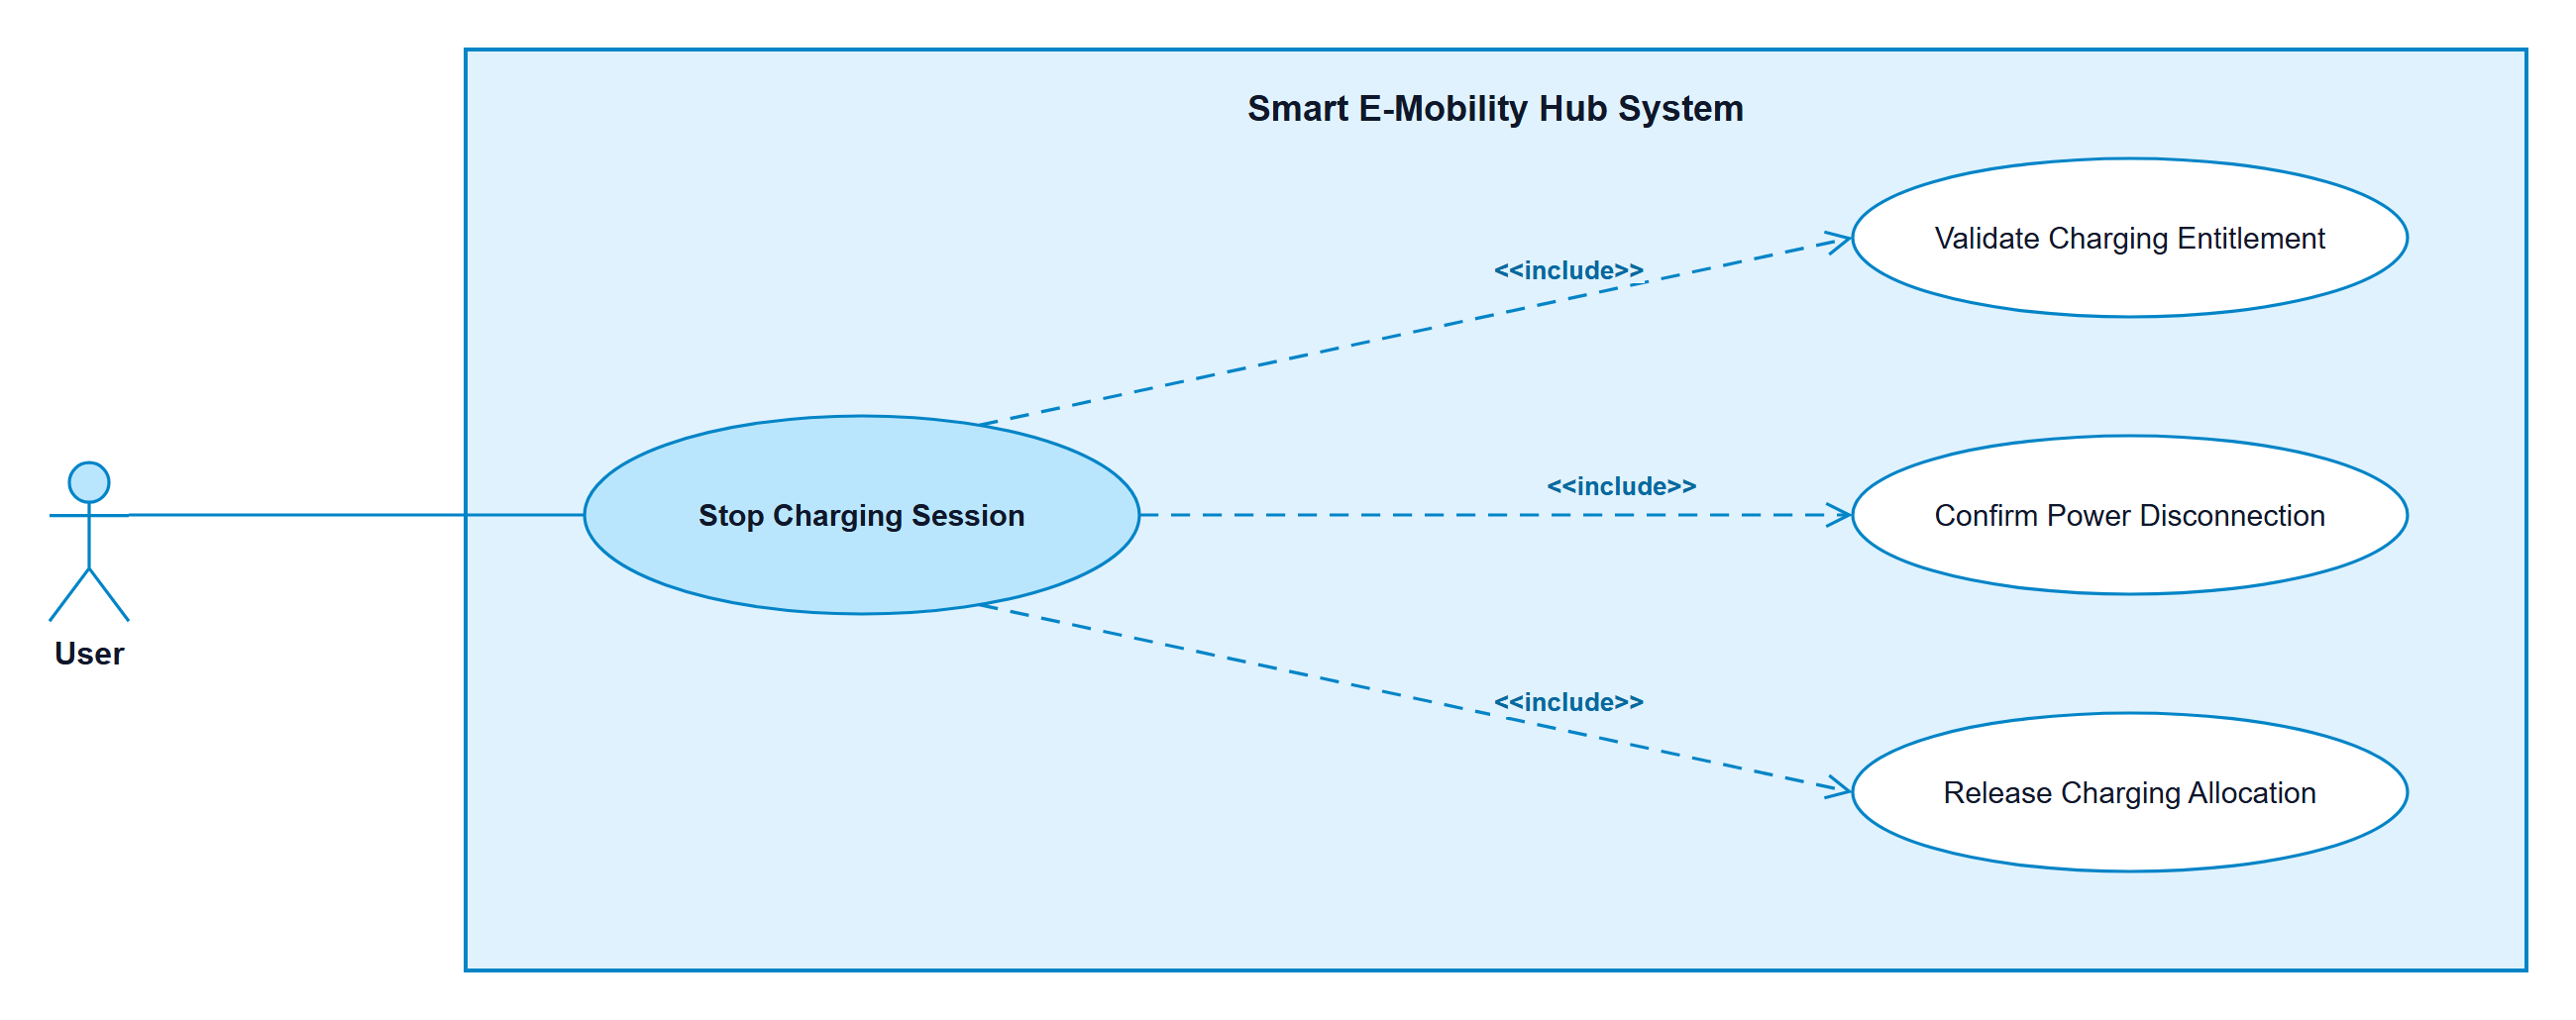 Smart E-Mobility Hub System
Validate Charging Entitlement
<<include>>
<<include>>
Stop Charging Session
Confirm Power Disconnection
User
<<include>>
Release Charging Allocation